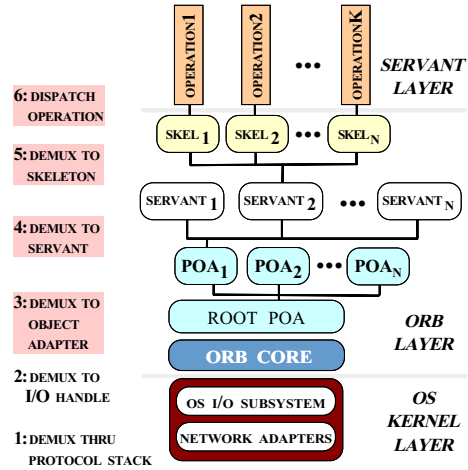 OPERATION1
OPERATION2
•••
OPERATIONK
SERVANT
LAYER
6: DISPATCH
OPERATION
SKEL 1
SKEL 2
•••
SKEL N
5: DEMUX TO
SKELETON
SERVANT 1
SERVANT 2
•••
SERVANT N
4: DEMUX TO
SERVANT
POA1
POA2
•••
POAN
3: DEMUX TO
OBJECT
ADAPTER
ROOT POA
ORB CORE
ORB
LAYER
2: DEMUX TO
I/O HANDLE
OS I/O SUBSYSTEM
NETWORK ADAPTERS
OS
KERNEL
LAYER
1: DEMUX THRU
PROTOCOL STACK